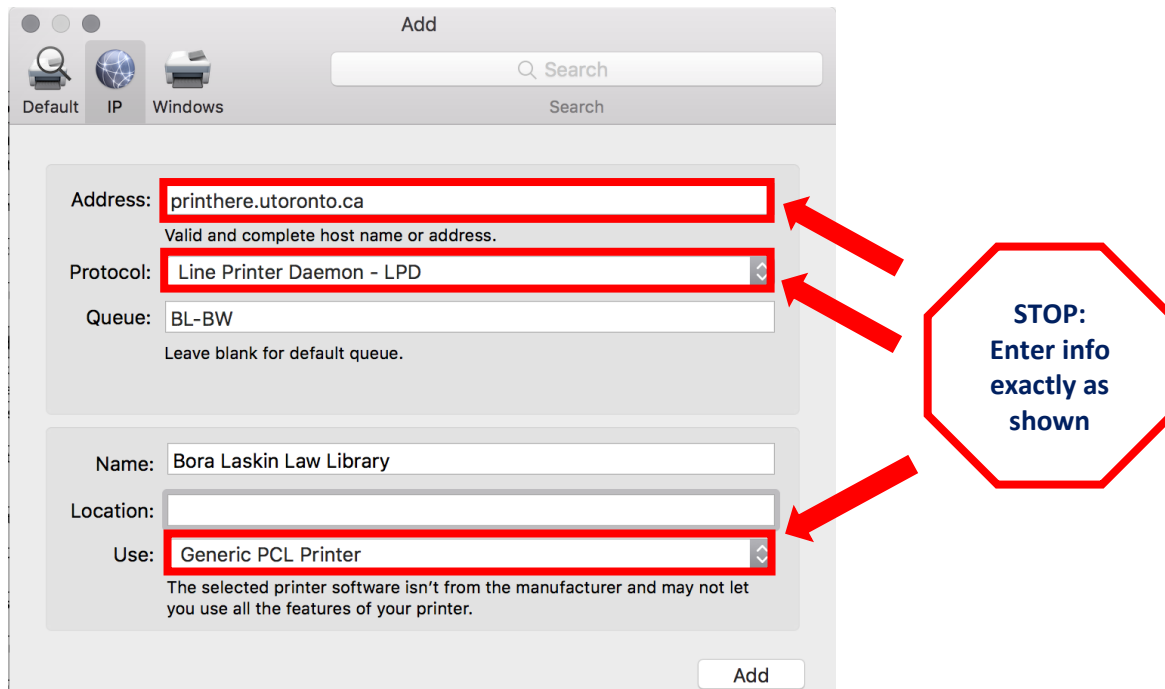 Add
Search
Default IP Windows
Search
Address: printhere.utoronto.ca
Valid and complete host name or address.
Protocol: Line Printer Daemon - LPD
Queue: BL-BW
Leave blank for default queue.
Name: Bora Laskin Law Library
Location:
Use: Generic PCL Printer
The selected printer software isn’t from the manufacturer and may not let
you use all the features of your printer.
Add
STOP:
Enter info
exactly as
shown